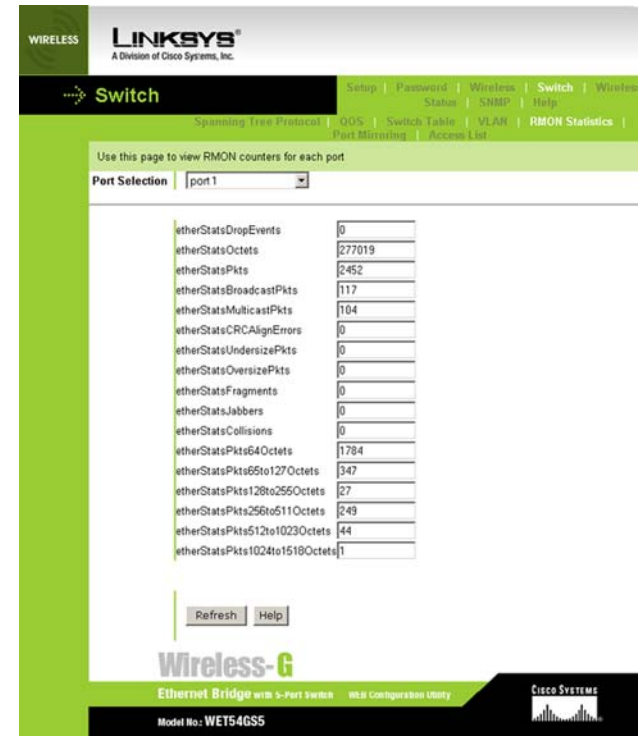 WIRELESS
LINKSYS®
A Division of Cisco Systems, Inc.
Switch
Setup | Password | Wireless | Switch | Wireless
Status | SNMP | Help
Spanning Tree Protocol | QOS | Switch Table | VLAN | RMON Statistics |
Port Mirroring | Access List
Use this page to view RMON counters for each port
Port Selection port 1
etherStatsDropEvents 0
etherStatsOctets 277019
etherStatsPkts 2452
etherStatsBroadcastPkts 117
etherStatsMulticastPkts 104
etherStatsCRCAlignErrors 0
etherStatsUndersizePkts 0
etherStatsOversizePkts 0
etherStatsFragments 0
etherStatsJabbers 0
etherStatsCollisions 0
etherStatsPkts64Octets 1784
etherStatsPkts65to127Octets 347
etherStatsPkts128to255Octets 27
etherStatsPkts256to511Octets 249
etherStatsPkts512to1023Octets 44
etherStatsPkts1024to1518Octets 1
Refresh Help
Wireless-G
Ethernet Bridge with 5-Port Switch WEB Configuration Utility
Model No.: WET54GS5
CISCO SYSTEMS